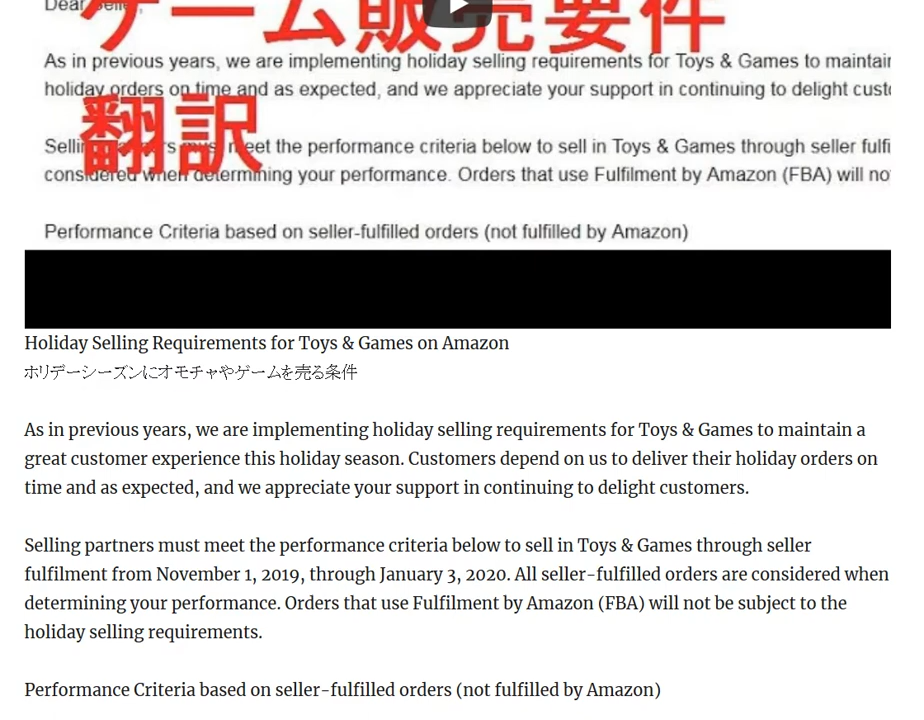 Dear Seller,
ゲーム販売要件
As in previous years, we are implementing holiday selling requirements for Toys & Games to maintain
holiday orders on time and as expected, and we appreciate your support in continuing to delight
翻訳
must meet the performance criteria below to sell in Toys & Games through seller
considered when determining your performance. Orders that use Fulfilment by Amazon (FBA) will
Performance Criteria based on seller-fulfilled orders (not fulfilled by Amazon)
Holiday Selling Requirements for Toys & Games on Amazon
ホリデーシーズンにオモチャやゲームを売る条件
As in previous years, we are implementing holiday selling requirements for Toys & Games to maintain a
great customer experience this holiday season. Customers depend on us to deliver their holiday orders on
time and as expected, and we appreciate your support in continuing to delight customers.
Selling partners must meet the performance criteria below to sell in Toys & Games through seller
fulfilment from November 1, 2019, through January 3, 2020. All seller-fulfilled orders are considered when
determining your performance. Orders that use Fulfilment by Amazon (FBA) will not be subject to the
holiday selling requirements.
Performance Criteria based on seller-fulfilled orders (not fulfilled by Amazon)